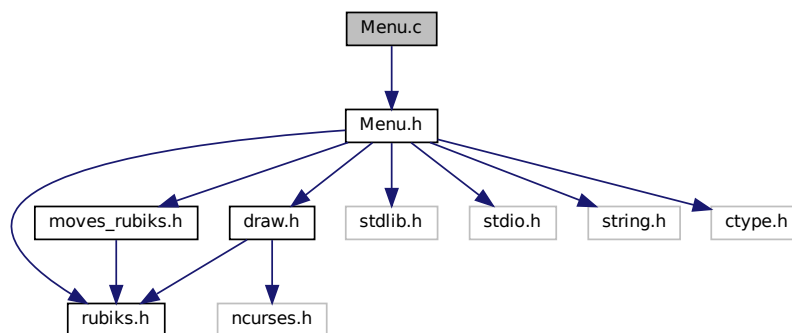 Menu.c
Menu.h
moves_rubiks.h
draw.h
stdlib.h
stdio.h
string.h
ctype.h
rubiks.h
ncurses.h